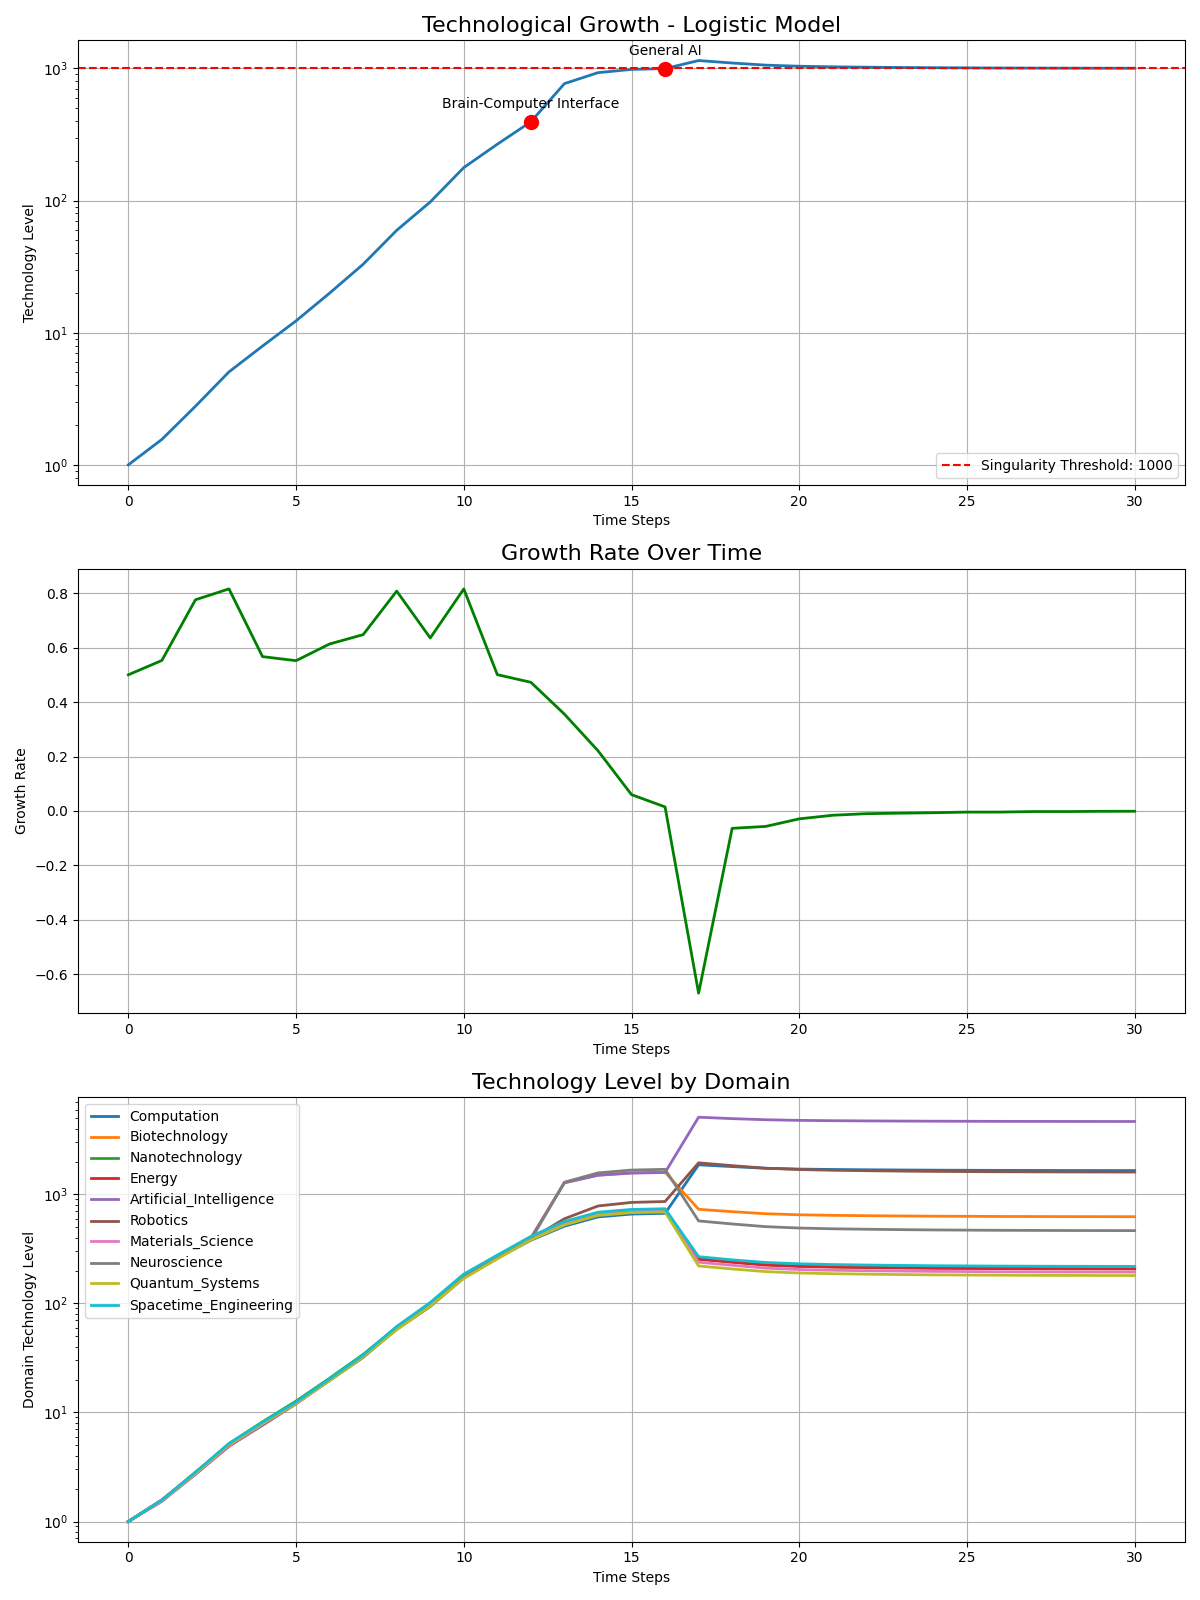 Technological Growth - Logistic Model
General AI
Brain-Computer Interface
10³
10²
10¹
10⁰
Technology Level
Singularity Threshold: 1000
0 5 10 15 20 25 30
Time Steps
Growth Rate Over Time
0.8
0.6
0.4
0.2
0.0
−0.2
−0.4
−0.6
Growth Rate
0 5 10 15 20 25 30
Time Steps
Technology Level by Domain
Computation
Biotechnology
Nanotechnology
Energy
Artificial_Intelligence
Robotics
Materials_Science
Neuroscience
Quantum_Systems
Spacetime_Engineering
10³
10²
10¹
10⁰
Domain Technology Level
0 5 10 15 20 25 30
Time Steps